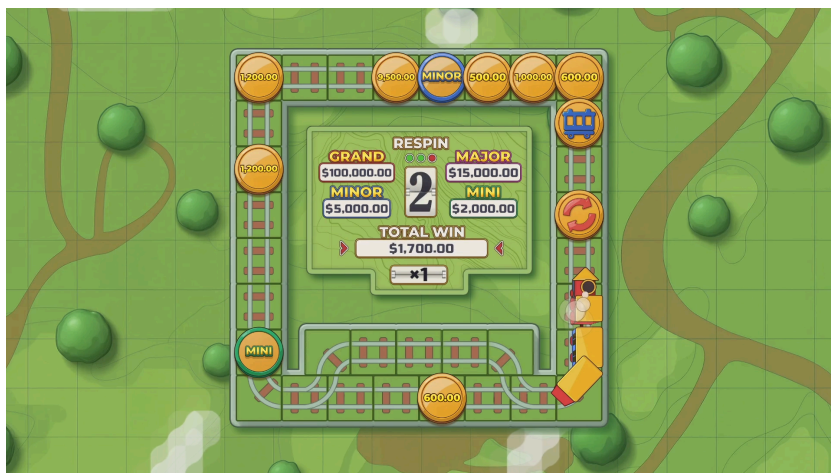 1,200.00
9,500.00
MINOR
500.00
1,000.00
600.00
1,200.00
RESPIN
GRAND
$100,000.00
2
MAJOR
$15,000.00
MINOR
$5,000.00
MINI
$2,000.00
TOTAL WIN
$1,700.00
×1
MINI
600.00